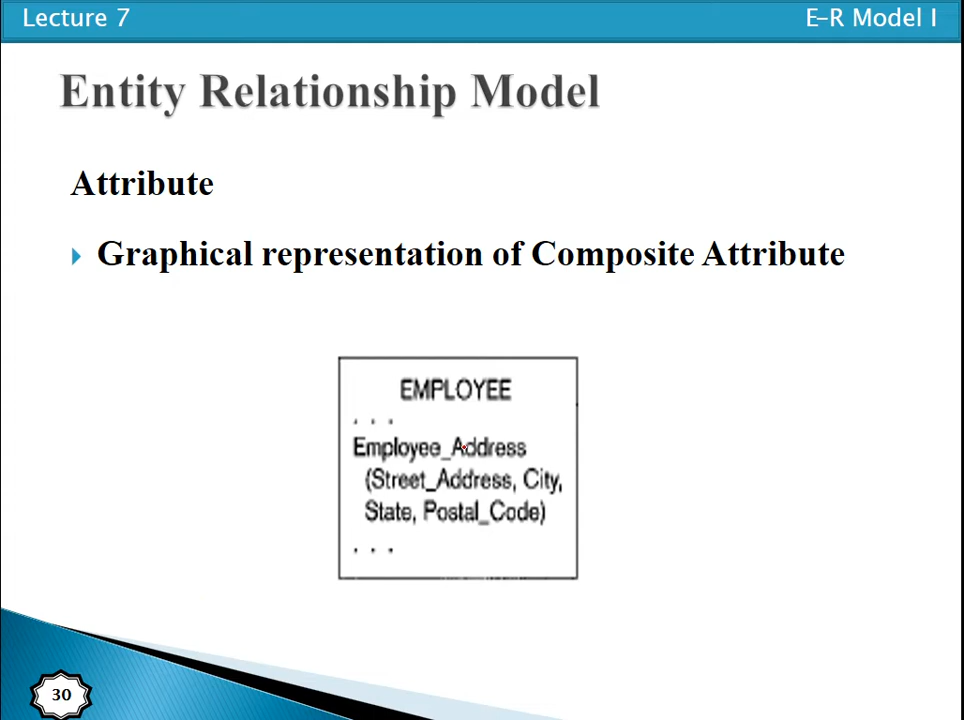 Lecture 7
E-R Model I
Entity Relationship Model
Attribute
Graphical representation of Composite Attribute
EMPLOYEE
. . .
Employee_Address
(Street_Address, City,
State, Postal_Code)
. . .
30